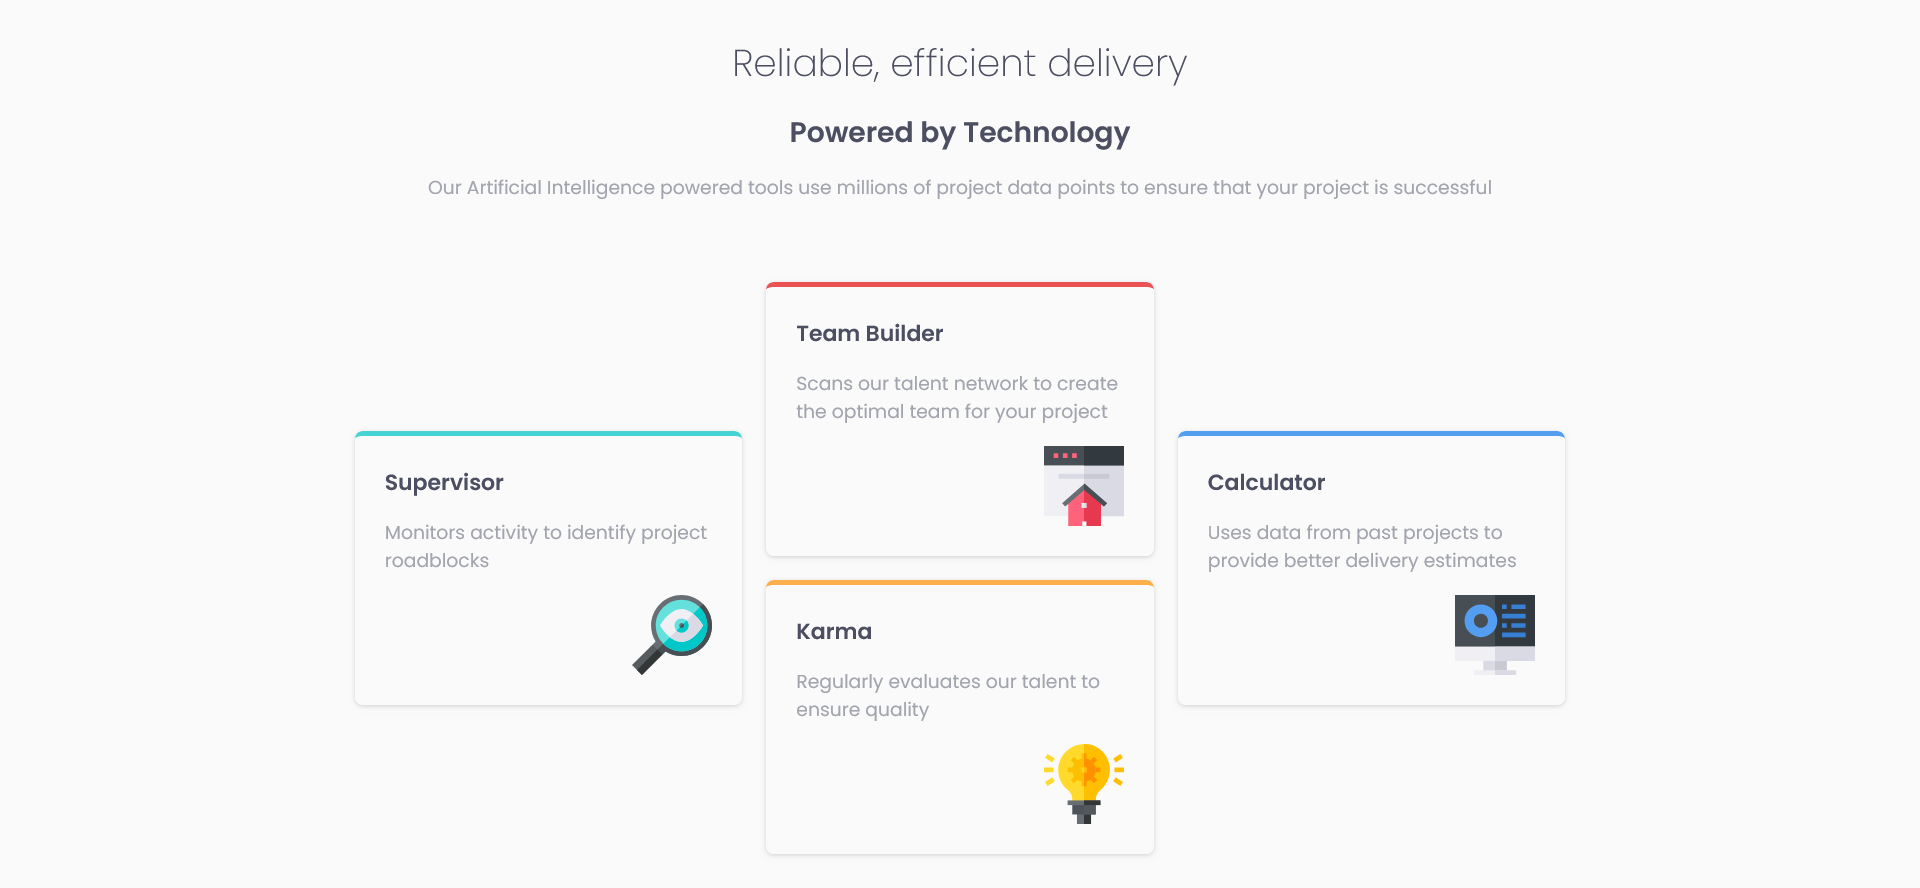 Reliable, efficient delivery
Powered by Technology
Our Artificial Intelligence powered tools use millions of project data points to ensure that your project is successful
Supervisor
Monitors activity to identify project
roadblocks
Team Builder
Scans our talent network to create
the optimal team for your project
Karma
Regularly evaluates our talent to
ensure quality
Calculator
Uses data from past projects to
provide better delivery estimates